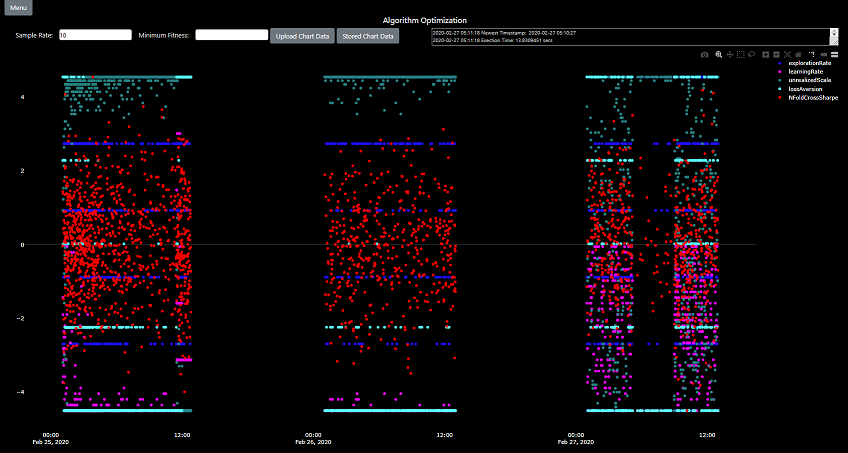 Menu
Algorithm Optimization
Sample Rate: 10 Minimum Fitness: Upload Chart Data Stored Chart Data
2020-02-27 05:11:18 Newest Timestamp: 2020-02-27 05:10:27
2020-02-27 05:11:18 Exection Time: 13.8309451 secs
explorationRate
learningRate
unrealizedScale
lossAversion
NFoldCrossSharpe
4
2
0
−2
−4
00:00
Feb 25, 2020
12:00
00:00
Feb 26, 2020
12:00
00:00
Feb 27, 2020
12:00